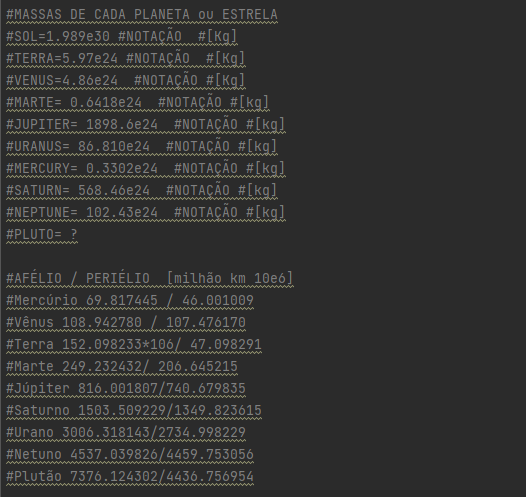 #MASSAS DE CADA PLANETA ou ESTRELA
#SOL=1.989e30 #NOTAÇÃO  #[Kg]
#TERRA=5.97e24 #NOTAÇÃO  #[Kg]
#VENUS=4.86e24  #NOTAÇÃO #[Kg]
#MARTE= 0.6418e24  #NOTAÇÃO #[kg]
#JUPITER= 1898.6e24  #NOTAÇÃO #[kg]
#URANUS= 86.810e24  #NOTAÇÃO #[kg]
#MERCURY= 0.3302e24  #NOTAÇÃO #[kg]
#SATURN= 568.46e24  #NOTAÇÃO #[kg]
#NEPTUNE= 102.43e24  #NOTAÇÃO #[kg]
#PLUTO= ?
#AFÉLIO / PERIÉLIO  [milhão km 10e6]
#Mercúrio 69.817445 / 46.001009
#Vênus 108.942780 / 107.476170
#Terra 152.098233*106/ 47.098291
#Marte 249.232432/ 206.645215
#Júpiter 816.001807/740.679835
#Saturno 1503.509229/1349.823615
#Urano 3006.318143/2734.998229
#Netuno 4537.039826/4459.753056
#Plutão 7376.124302/4436.756954